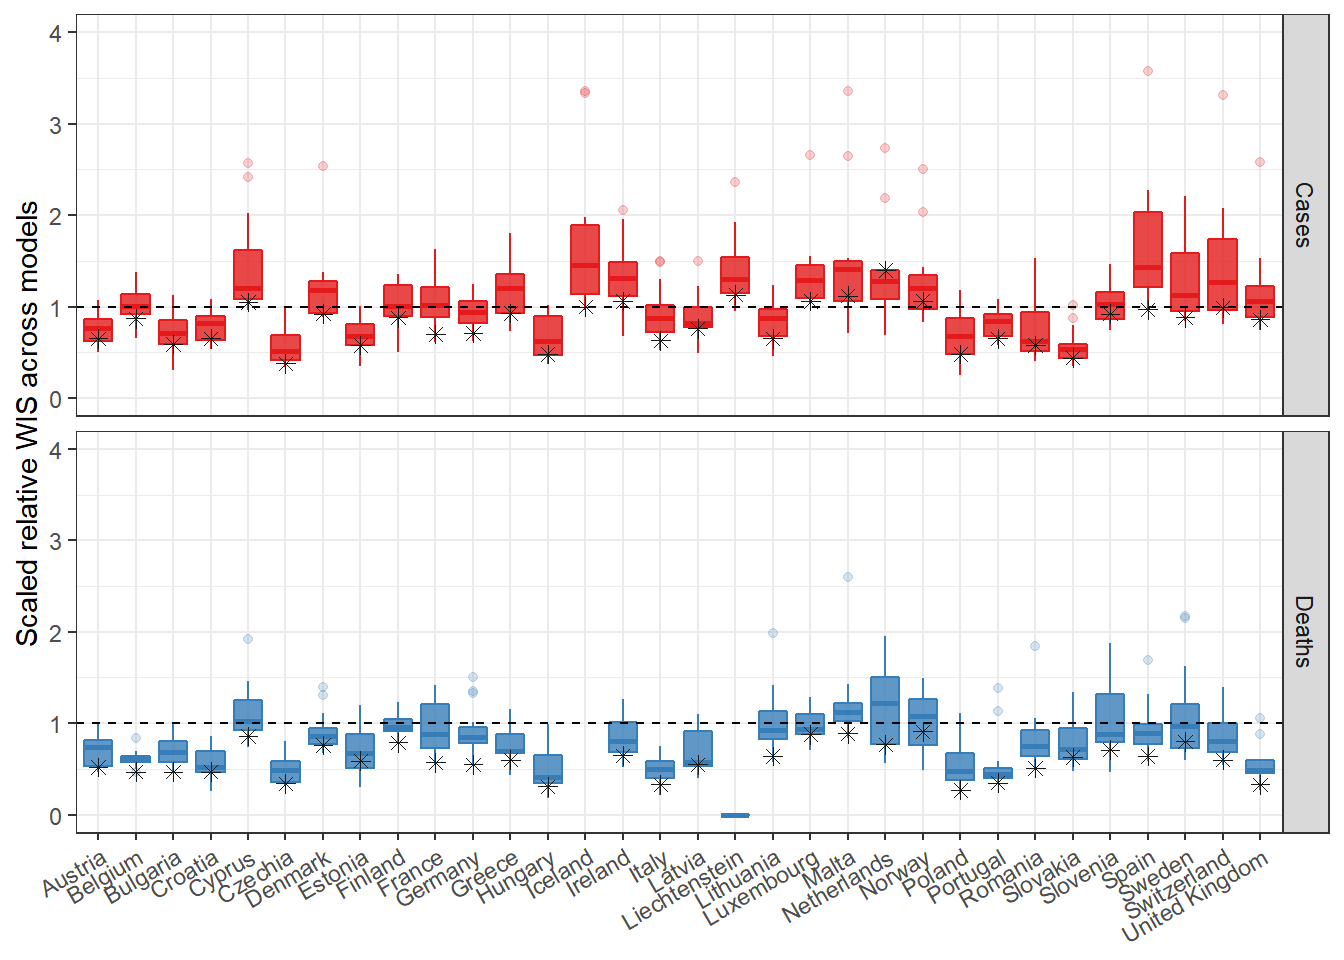 Scaled relative WIS across models
4
3
2
1
0
Cases
4
3
2
1
0
Deaths
Austria
Belgium
Bulgaria
Croatia
Cyprus
Czechia
Denmark
Estonia
Finland
France
Germany
Greece
Hungary
Iceland
Ireland
Italy
Latvia
Liechtenstein
Lithuania
Luxembourg
Malta
Netherlands
Norway
Poland
Portugal
Romania
Slovakia
Slovenia
Spain
Sweden
Switzerland
United Kingdom